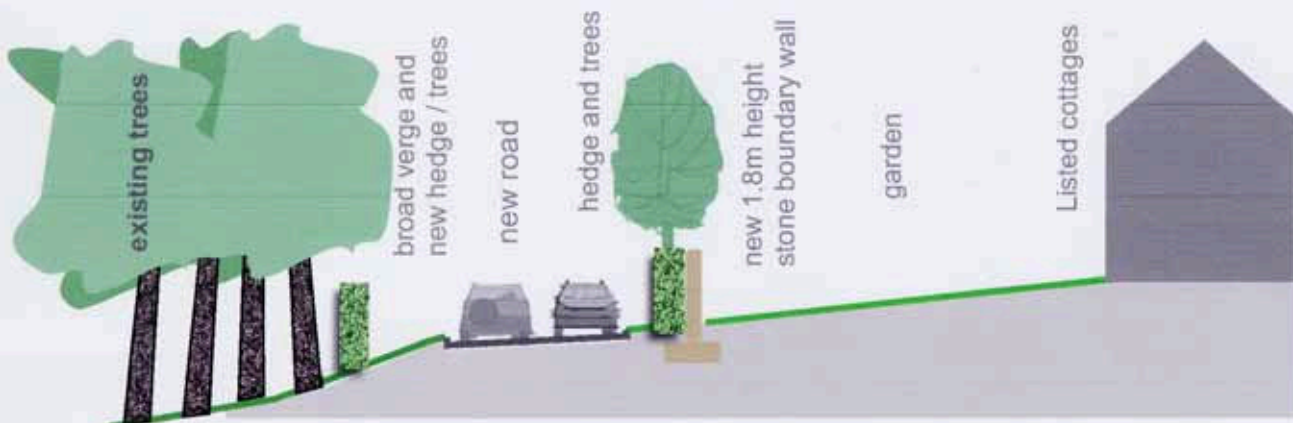 existing trees
broad verge and
new hedge / trees
new road
hedge and trees
new 1.8m height
stone boundary wall
garden
Listed cottages